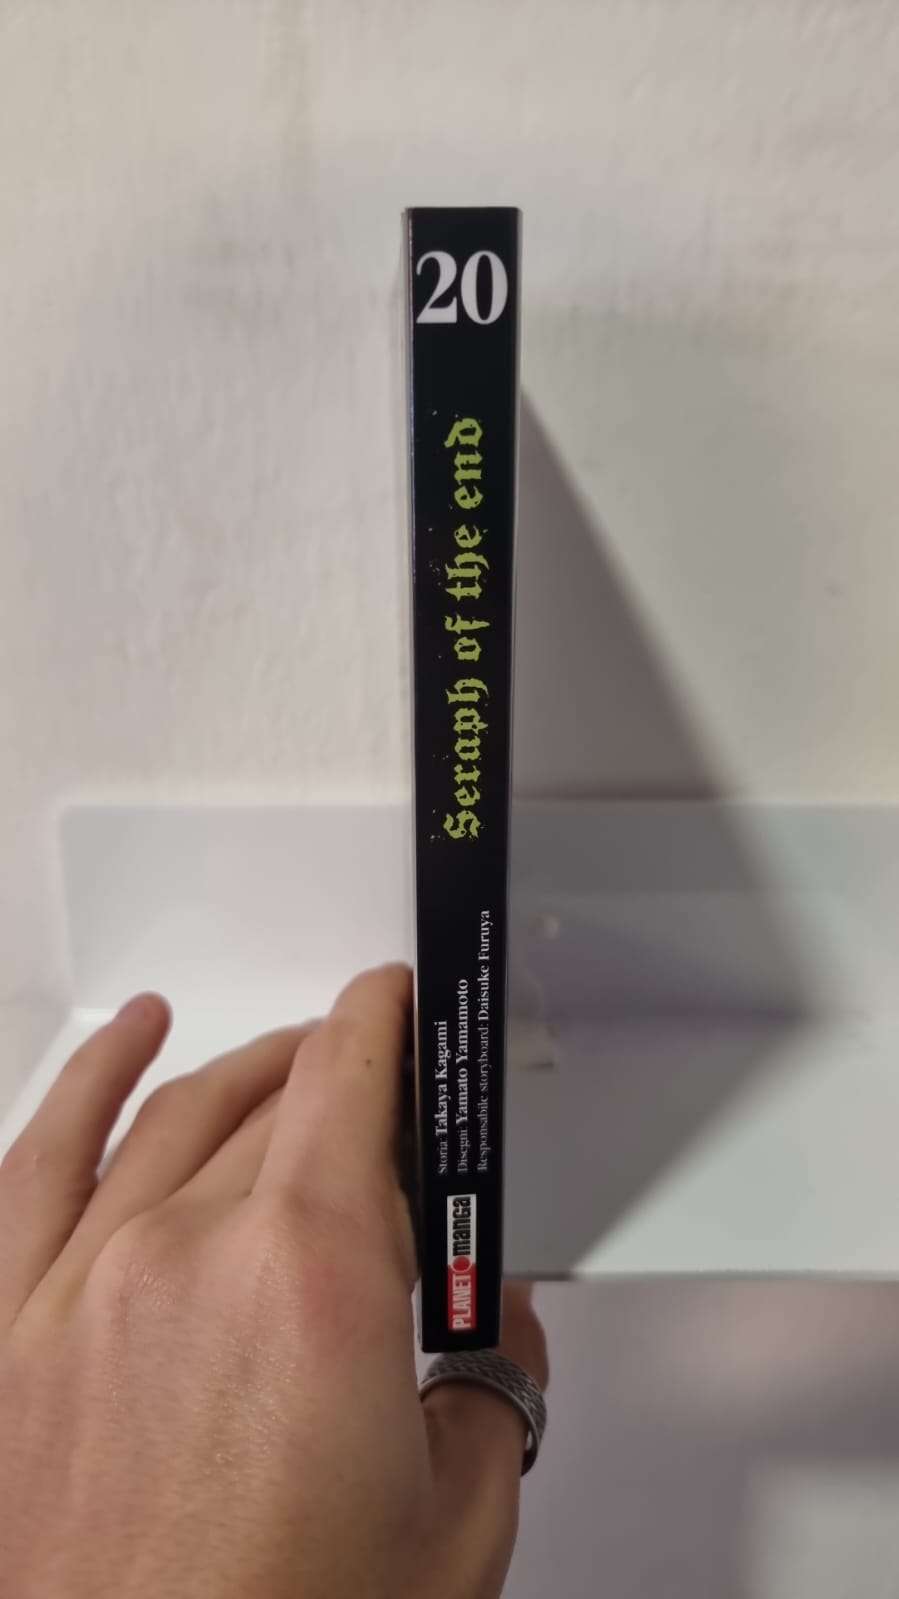 20
Seraph of the end
Storia: Takaya Kagami
Disegni: Yamato Yamamoto
Responsabile storyboard: Daisuke Furuya
PLANET manga